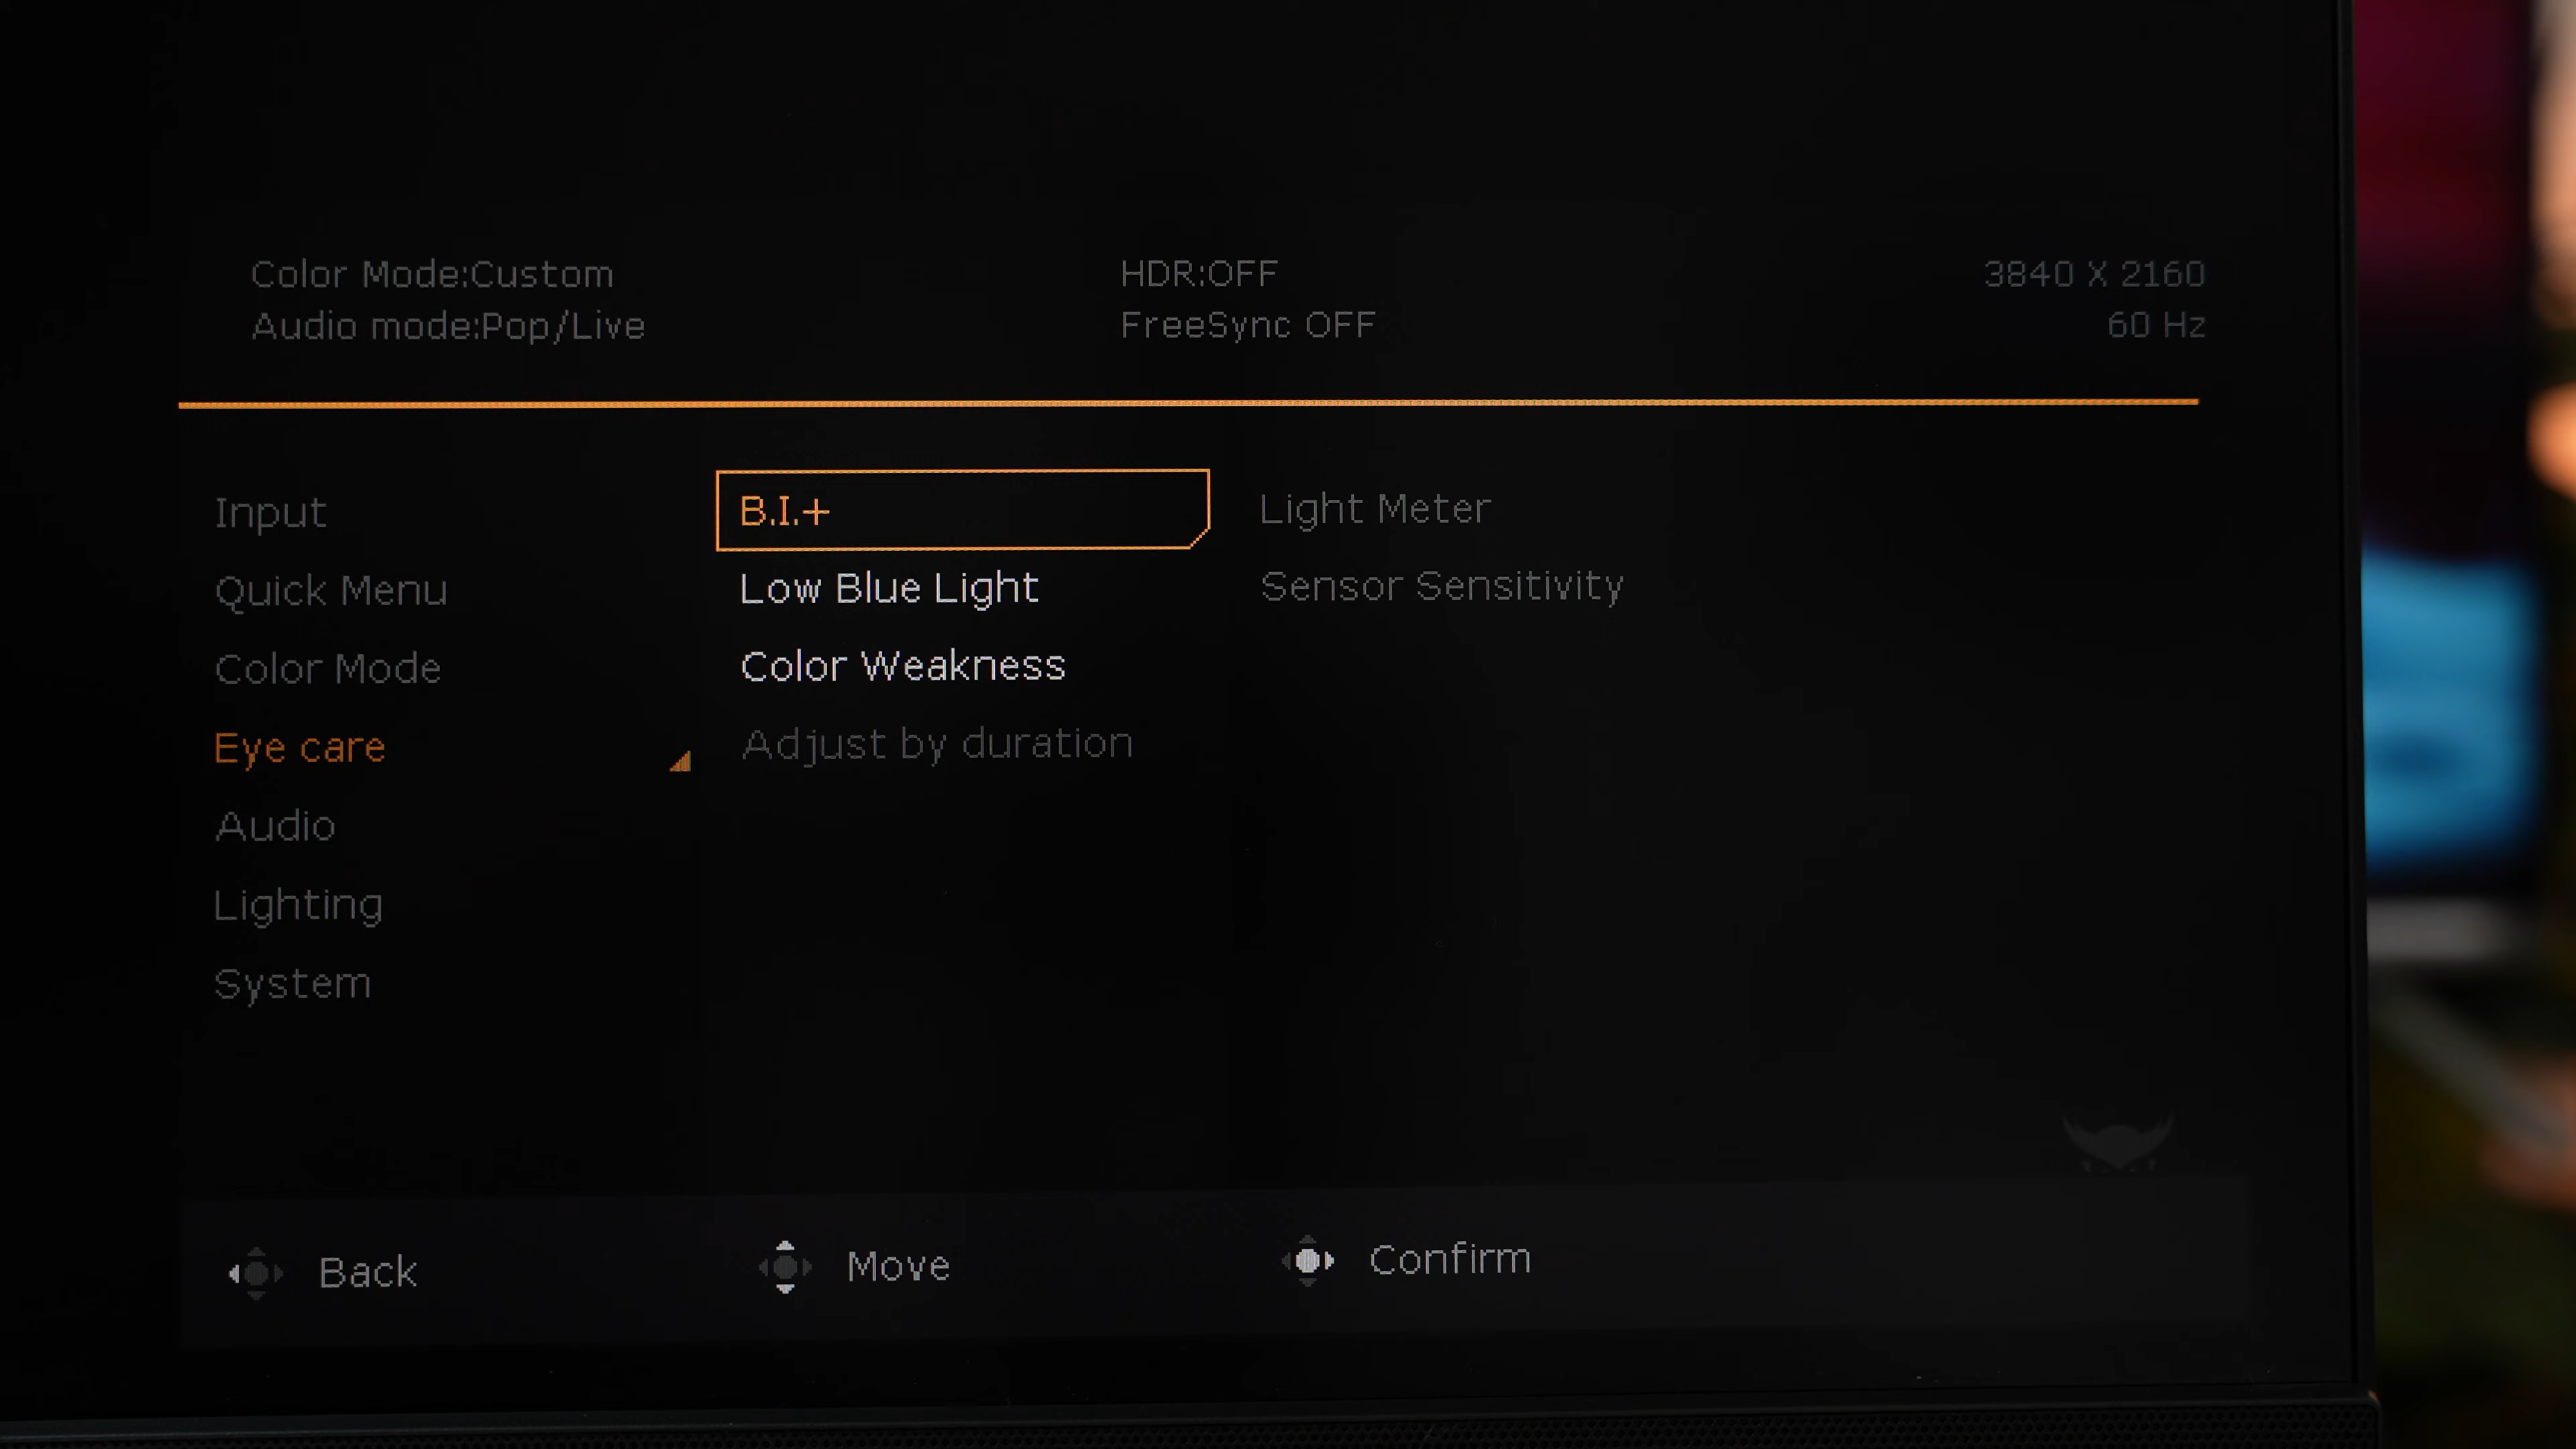 Color Mode:Custom
HDR:OFF
3840 X 2160
Audio mode:Pop/Live
FreeSync OFF
60 Hz
Input
Quick Menu
Color Mode
Eye care
Audio
Lighting
System
B.I.+
Low Blue Light
Color Weakness
Adjust by duration
Light Meter
Sensor Sensitivity
Back
Move
Confirm